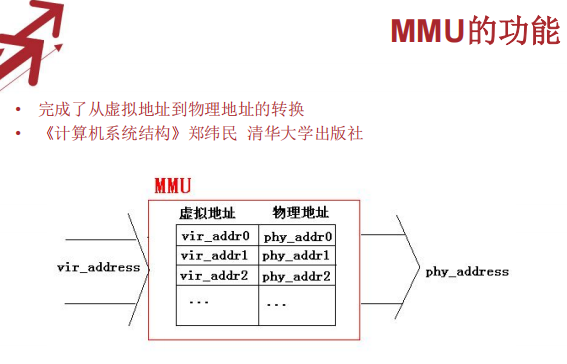 MMU的功能
• 完成了从虚拟地址到物理地址的转换
• 《计算机系统结构》郑纬民 清华大学出版社
MMU
虚拟地址 物理地址
vir_addr0 phy_addr0
vir_addr1 phy_addr1
vir_address
vir_addr2 phy_addr2
phy_address
... ...